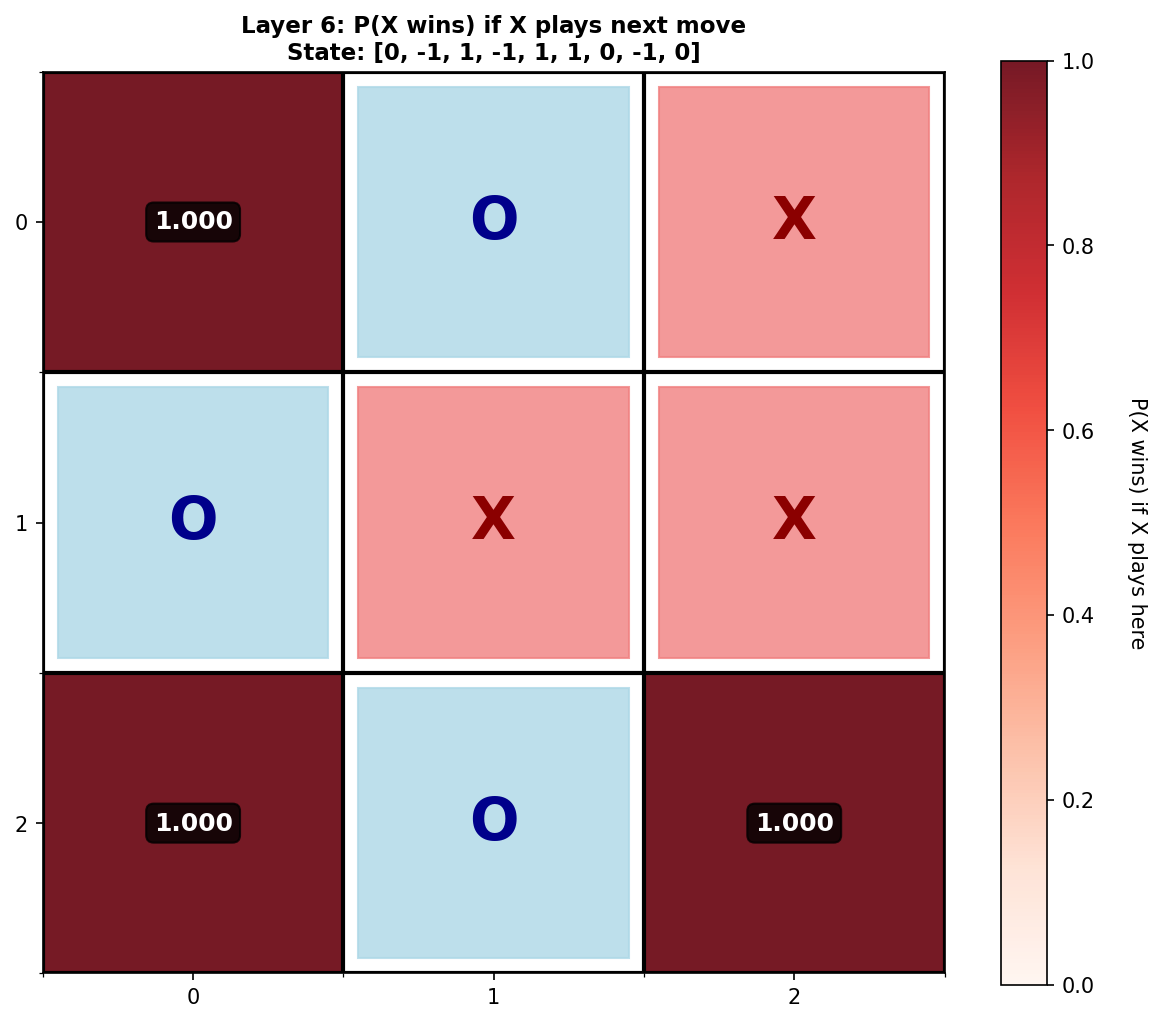 Layer 6: P(X wins) if X plays next move
State: [0, -1, 1, -1, 1, 1, 0, -1, 0]
0
1.000
O
X
1
O
X
X
2
1.000
O
1.000
0
1
2
1.0
0.8
0.6
0.4
0.2
0.0
P(X wins) if X plays here